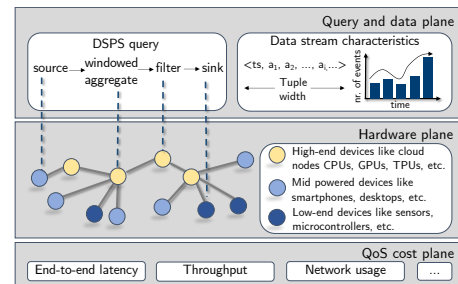 Query and data plane
DSPS query
source
windowed
aggregate
filter
sink
Data stream characteristics
<ts, a1, a2, ..., ai,...>
Tuple
width
nr. of events
time
Hardware plane
High-end devices like cloud
nodes CPUs, GPUs, TPUs, etc.
Mid powered devices like
smartphones, desktops, etc.
Low-end devices like sensors,
microcontrollers, etc.
QoS cost plane
End-to-end latency
Throughput
Network usage
...